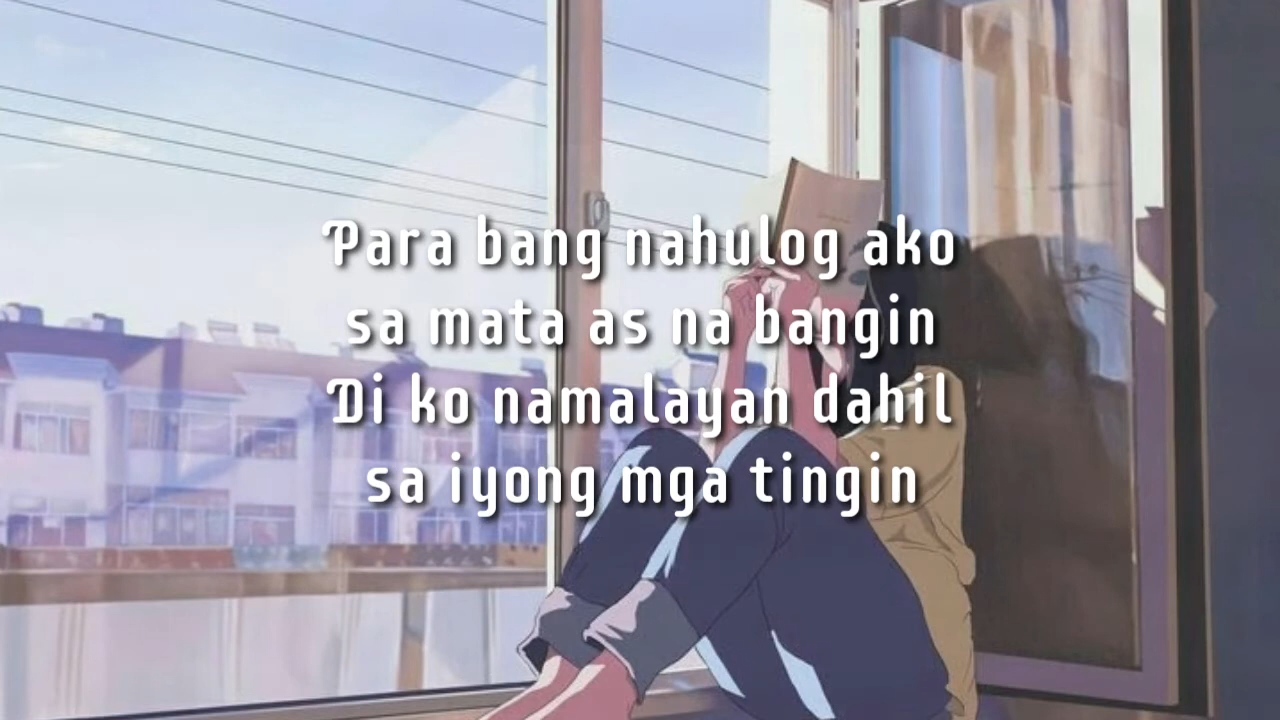 Para bang nahulog ako
sa mata as na bangin
Di ko namalayan dahil
sa iyong mga tingin